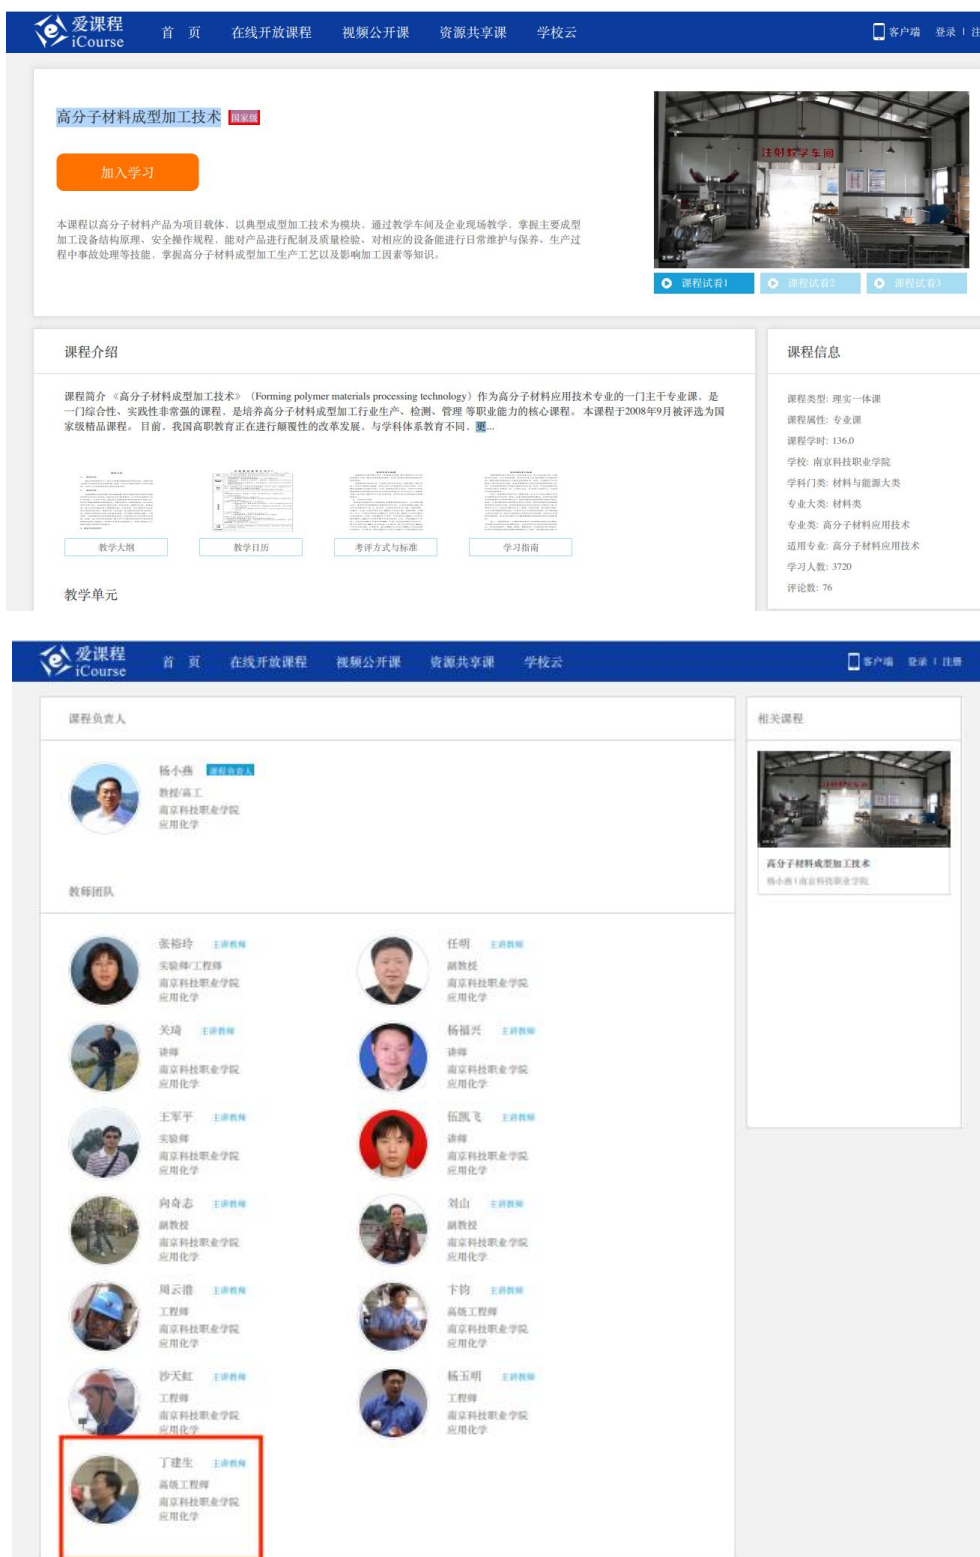 爱课程
iCourse
首 页 在线开放课程 视频公开课 资源共享课 学校云
客户端 登录 | 注
高分子材料成型加工技术 国家级
加入学习
本课程以高分子材料产品为项目载体、以典型成型加工技术为模块,通过教学车间及企业现场教学,掌握主要成型
加工设备结构原理、安全操作规程,能对产品进行配制及质量检验、对相应的设备能进行日常维护与保养、生产过
程中事故处理等技能,掌握高分子材料成型加工生产工艺以及影响加工因素等知识。
注射教学车间
课程试看1 课程试看2 课程试看3
课程介绍
课程简介 《高分子材料成型加工技术》 (Forming polymer materials processing technology) 作为高分子材料应用技术专业的一门主干专业课,是
一门综合性、实践性非常强的课程,是培养高分子材料成型加工行业生产、检测、管理 等职业能力的核心课程。 本课程于2008年9月被评选为国
家级精品课程。 目前,我国高职教育正在进行颠覆性的改革发展,与学科体系教育不同,更...
教学大纲 教学日历 考评方式与标准 学习指南
教学单元
课程信息
课程类型: 理实一体课
课程属性: 专业课
课程学时: 136.0
学校: 南京科技职业学院
学科门类: 材料与能源大类
专业大类: 材料类
专业类: 高分子材料应用技术
适用专业: 高分子材料应用技术
学习人数: 3720
评论数: 76
爱课程
iCourse
首 页 在线开放课程 视频公开课 资源共享课 学校云
客户端 登录 | 注册
课程负责人
杨小燕 课程负责人
教授/高工
南京科技职业学院
应用化学
教师团队
张裕玲 主讲教师
实验师/工程师
南京科技职业学院
应用化学
任明 主讲教师
副教授
南京科技职业学院
应用化学
关琦 主讲教师
讲师
南京科技职业学院
应用化学
杨福兴 主讲教师
讲师
南京科技职业学院
应用化学
王军平 主讲教师
实验师
南京科技职业学院
应用化学
伍凯飞 主讲教师
讲师
南京科技职业学院
应用化学
向奇志 主讲教师
副教授
南京科技职业学院
应用化学
刘山 主讲教师
副教授
南京科技职业学院
应用化学
周云港 主讲教师
工程师
南京科技职业学院
应用化学
卞钧 主讲教师
高级工程师
南京科技职业学院
应用化学
沙天虹 主讲教师
工程师
南京科技职业学院
应用化学
杨玉明 主讲教师
工程师
南京科技职业学院
应用化学
丁建生 主讲教师
高级工程师
南京科技职业学院
应用化学
相关课程
高分子材料成型加工技术
杨小燕 | 南京科技职业学院